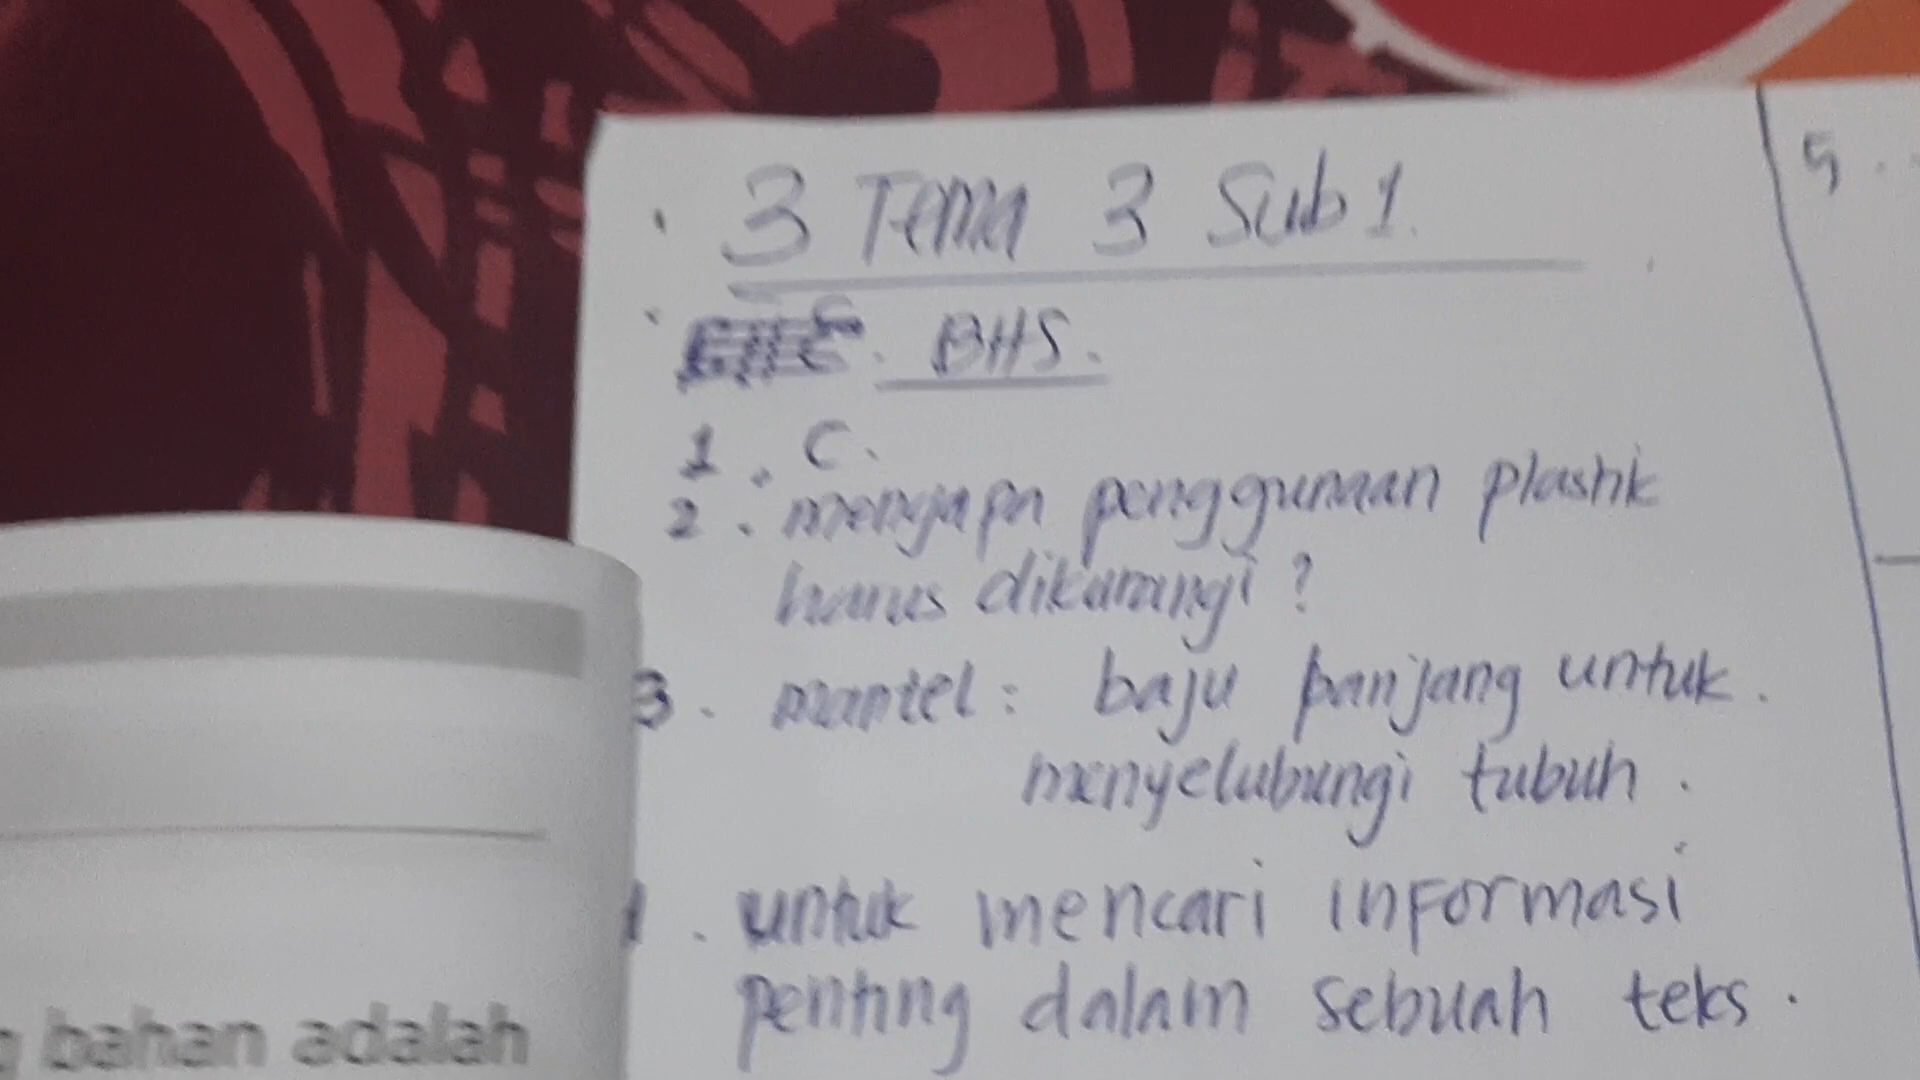 3 Tema 3 Sub 1.
BHS.
1. C.
2. mengapa penggunaan plastik
harus dikurangi?
3. mantel: baju panjang untuk.
menyelubungi tubuh.
. untuk mencari informasi
penting dalam sebuah teks.
5.
bahan adalah